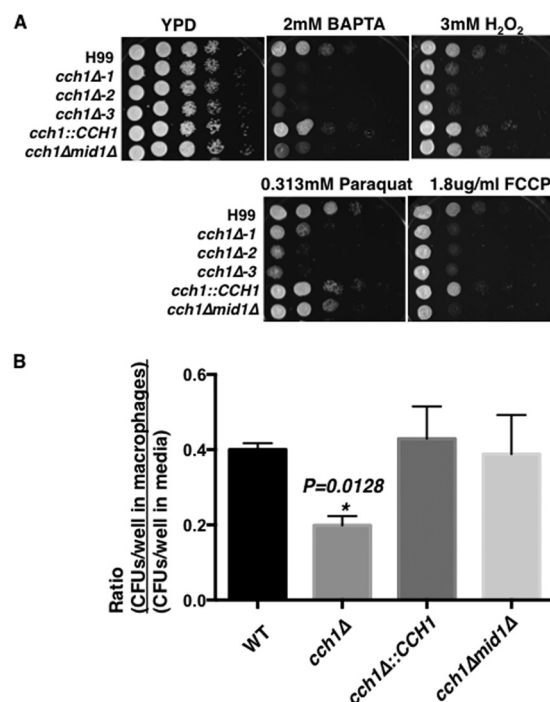 A
YPD
2mM BAPTA
3mM H2O2
H99
cch1Δ-1
cch1Δ-2
cch1Δ-3
cch1::CCH1
cch1Δmid1Δ
0.313mM Paraquat
1.8ug/ml FCCP
H99
cch1Δ-1
cch1Δ-2
cch1Δ-3
cch1::CCH1
cch1Δmid1Δ
B
Ratio
(CFUs/well in macrophages)
(CFUs/well in media)
0.6
0.4
0.2
0.0
P=0.0128
*
WT
cch1Δ
cch1Δ::CCH1
cch1Δmid1Δ